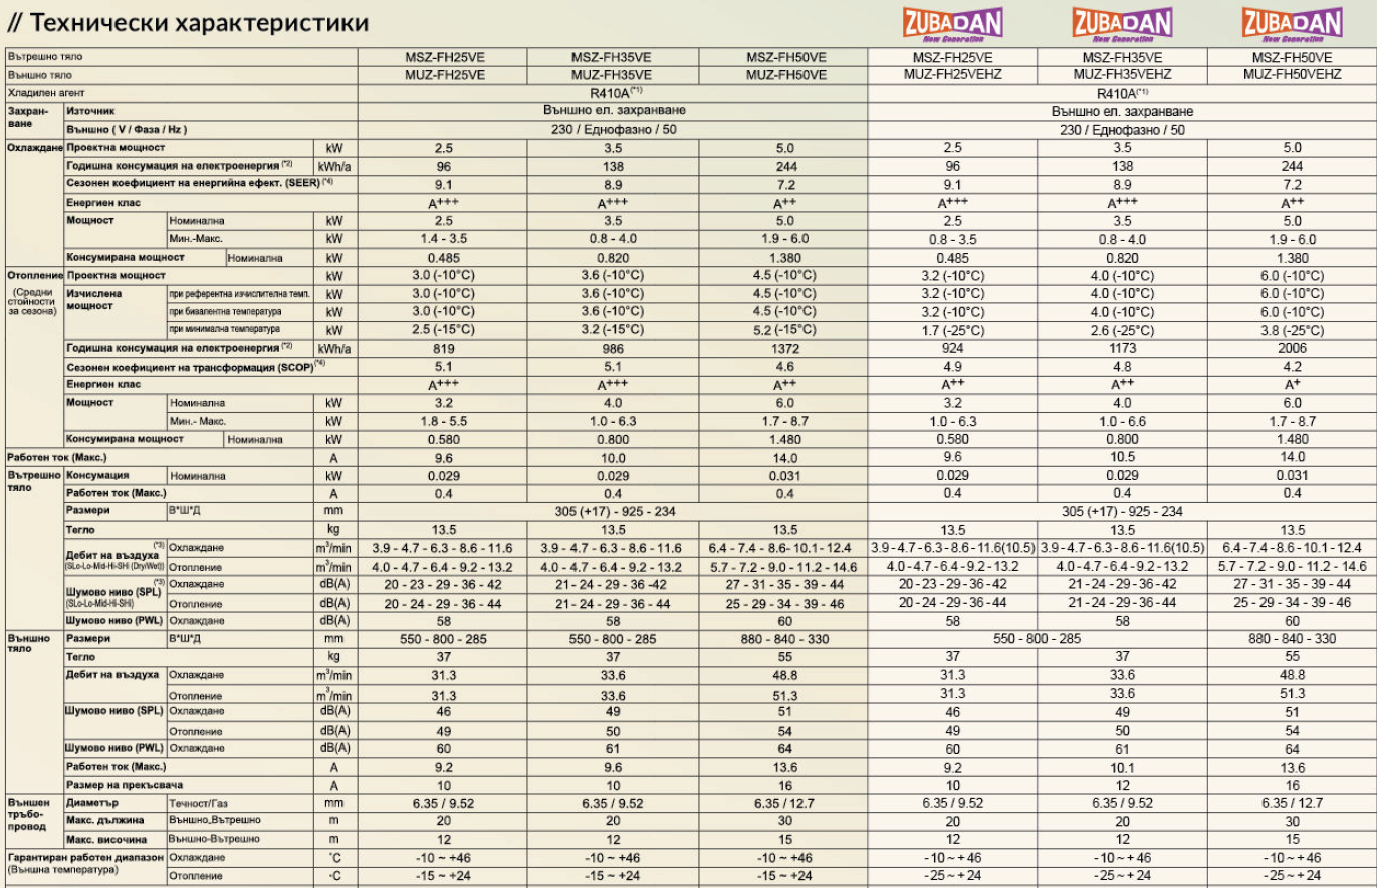 // Технически характеристики
ZUBADAN New Generation ZUBADAN New Generation ZUBADAN New Generation
Вътрешно тяло MSZ-FH25VE MSZ-FH35VE MSZ-FH50VE MSZ-FH25VE MSZ-FH35VE MSZ-FH50VE
Външно тяло MUZ-FH25VE MUZ-FH35VE MUZ-FH50VE MUZ-FH25VEHZ MUZ-FH35VEHZ MUZ-FH50VEHZ
Хладилен агент R410A(*1) R410A(*1)
Захран-ване Източник Външно ел. захранване Външно ел. захранване
Външно ( V / Фаза / Hz ) 230 / Еднофазно / 50 230 / Еднофазно / 50
Охлаждане Проектна мощност kW 2.5 3.5 5.0 2.5 3.5 5.0
Годишна консумация на електроенергия (*2) kWh/a 96 138 244 96 138 244
Сезонен коефициент на енергийна ефект. (SEER)(*4) 9.1 8.9 7.2 9.1 8.9 7.2
Енергиен клас A+++ A+++ A++ A+++ A+++ A++
Мощност Номинална kW 2.5 3.5 5.0 2.5 3.5 5.0
Мин.-Макс. kW 1.4 - 3.5 0.8 - 4.0 1.9 - 6.0 0.8 - 3.5 0.8 - 4.0 1.9 - 6.0
Консумирана мощност Номинална kW 0.485 0.820 1.380 0.485 0.820 1.380
Отопление (Средни стойности за сезона) Проектна мощност kW 3.0 (-10°C) 3.6 (-10°C) 4.5 (-10°C) 3.2 (-10°C) 4.0 (-10°C) 6.0 (-10°C)
Изчислена мощност при референтна изчислителна темп. kW 3.0 (-10°C) 3.6 (-10°C) 4.5 (-10°C) 3.2 (-10°C) 4.0 (-10°C) 6.0 (-10°C)
при бивалентна температура kW 3.0 (-10°C) 3.6 (-10°C) 4.5 (-10°C) 3.2 (-10°C) 4.0 (-10°C) 6.0 (-10°C)
при минимална температура kW 2.5 (-15°C) 3.2 (-15°C) 5.2 (-15°C) 1.7 (-25°C) 2.6 (-25°C) 3.8 (-25°C)
Годишна консумация на електроенергия (*2) kWh/a 819 986 1372 924 1173 2006
Сезонен коефициент на трансформация (SCOP)(*4) 5.1 5.1 4.6 4.9 4.8 4.2
Енергиен клас A+++ A+++ A++ A++ A++ A+
Мощност Номинална kW 3.2 4.0 6.0 3.2 4.0 6.0
Мин.- Макс. kW 1.8 - 5.5 1.0 - 6.3 1.7 - 8.7 1.0 - 6.3 1.0 - 6.6 1.7 - 8.7
Консумирана мощност Номинална kW 0.580 0.800 1.480 0.580 0.800 1.480
Работен ток (Макс.) A 9.6 10.0 14.0 9.6 10.5 14.0
Вътрешно тяло Консумация Номинална kW 0.029 0.029 0.031 0.029 0.029 0.031
Работен ток (Макс.) A 0.4 0.4 0.4 0.4 0.4 0.4
Размери В*Ш*Д mm 305 (+17) - 925 - 234 305 (+17) - 925 - 234
Тегло kg 13.5 13.5 13.5 13.5 13.5 13.5
Дебит на въздуха (*3) (SLo-Lo-Mid-Hi-SHi (Dry/Wet)) Охлаждане m³/min 3.9 - 4.7 - 6.3 - 8.6 - 11.6 3.9 - 4.7 - 6.3 - 8.6 - 11.6 6.4 - 7.4 - 8.6- 10.1 - 12.4 3.9 - 4.7 - 6.3 - 8.6 - 11.6(10.5) 3.9 - 4.7 - 6.3 - 8.6 - 11.6(10.5) 6.4 - 7.4 - 8.6 - 10.1 - 12.4
Отопление m³/min 4.0 - 4.7 - 6.4 - 9.2 - 13.2 4.0 - 4.7 - 6.4 - 9.2 - 13.2 5.7 - 7.2 - 9.0 - 11.2 - 14.6 4.0 - 4.7 - 6.4 - 9.2 - 13.2 4.0 - 4.7 - 6.4 - 9.2 - 13.2 5.7 - 7.2 - 9.0 - 11.2 - 14.6
Шумово ниво (SPL) (*3) (SLo-Lo-Mid-Hi-SHi) Охлаждане dB(A) 20 - 23 - 29 - 36 - 42 21 - 24 - 29 - 36 -42 27 - 31 - 35 - 39 - 44 20 - 23 - 29 - 36 - 42 21 - 24 - 29 - 36 - 42 27 - 31 - 35 - 39 - 44
Отопление dB(A) 20 - 24 - 29 - 36 - 44 21 - 24 - 29 - 36 - 44 25 - 29 - 34 - 39 - 46 20 - 24 - 29 - 36 - 44 21 - 24 - 29 - 36 - 44 25 - 29 - 34 - 39 - 46
Шумово ниво (PWL) Охлаждане dB(A) 58 58 60 58 58 60
Външно тяло Размери В*Ш*Д mm 550 - 800 - 285 550 - 800 - 285 880 - 840 - 330 550 - 800 - 285 880 - 840 - 330
Тегло kg 37 37 55 37 37 55
Дебит на въздуха Охлаждане m³/min 31.3 33.6 48.8 31.3 33.6 48.8
Отопление m³/min 31.3 33.6 51.3 31.3 33.6 51.3
Шумово ниво (SPL) Охлаждане dB(A) 46 49 51 46 49 51
Отопление dB(A) 49 50 54 49 50 54
Шумово ниво (PWL) Охлаждане dB(A) 60 61 64 60 61 64
Работен ток (Макс.) A 9.2 9.6 13.6 9.2 10.1 13.6
Размер на прекъсвача A 10 10 16 10 12 16
Външен тръбо-провод Диаметър Течност/Газ mm 6.35 / 9.52 6.35 / 9.52 6.35 / 12.7 6.35 / 9.52 6.35 / 9.52 6.35 / 12.7
Макс. дължина Външно,Вътрешно m 20 20 30 20 20 30
Макс. височина Външно-Вътрешно m 12 12 15 12 12 15
Гарантиран работен диапазон (Външна температура) Охлаждане °C -10 ~ +46 -10 ~ +46 -10 ~ +46 -10 ~ + 46 -10 ~ + 46 -10 ~ + 46
Отопление °C -15 ~ +24 -15 ~ +24 -15 ~ +24 -25 ~ + 24 -25 ~ + 24 -25 ~ + 24